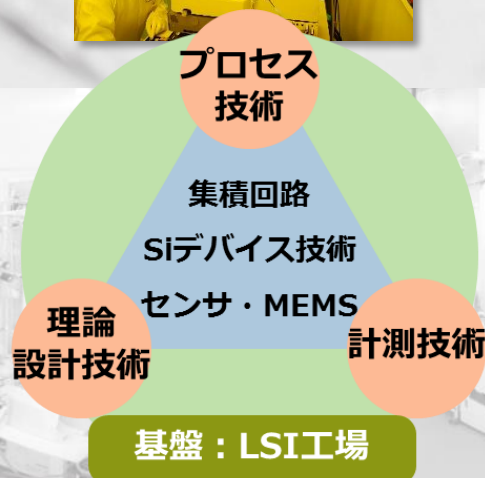 プロセス
技術
集積回路
Siデバイス技術
センサ・MEMS
理論
設計技術
計測技術
基盤：LSI工場